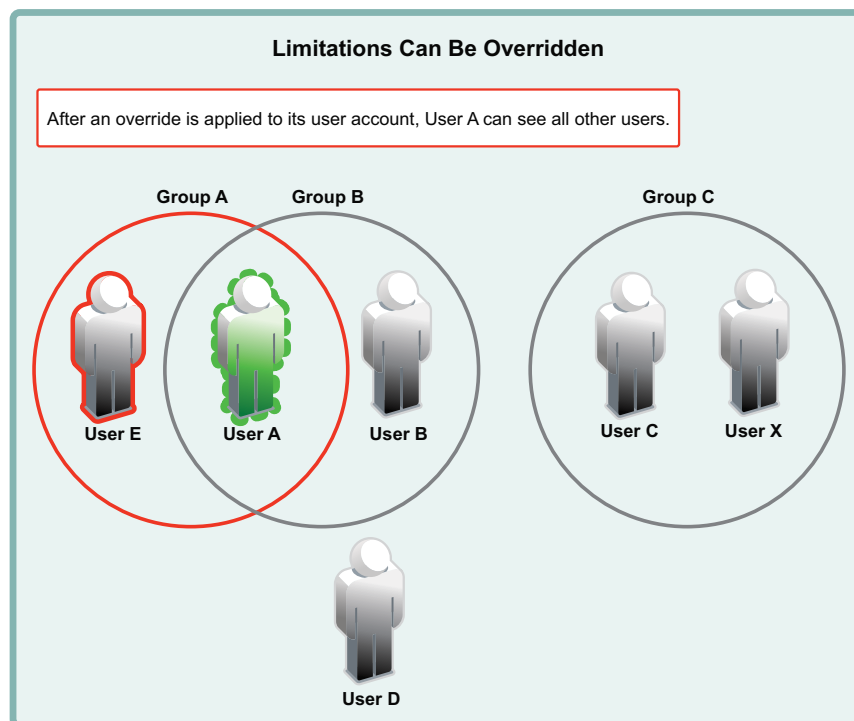 Limitations Can Be Overridden
After an override is applied to its user account, User A can see all other users.
Group A
Group B
Group C
User E
User A
User B
User C
User X
User D